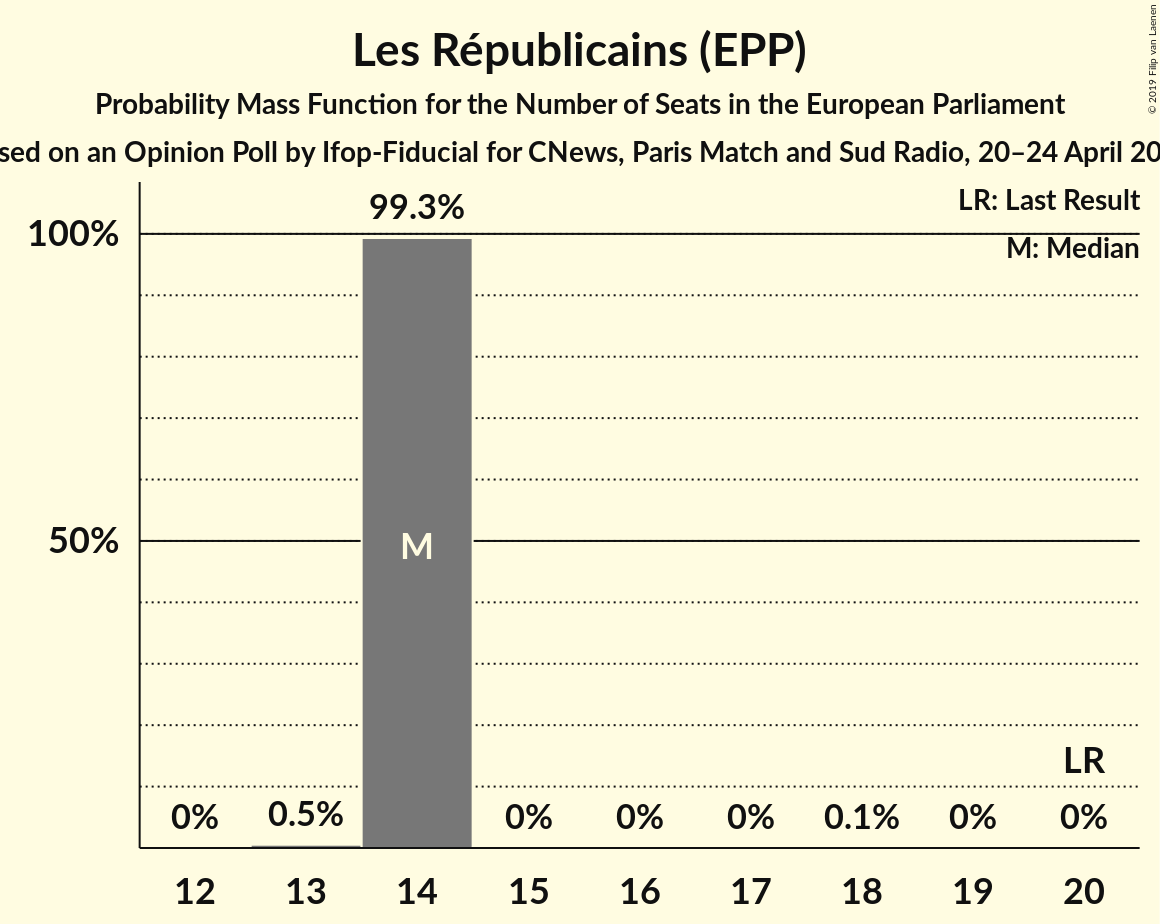 Les Républicains (EPP)
Probability Mass Function for the Number of Seats in the European Parliament
sed on an Opinion Poll by Ifop-Fiducial for CNews, Paris Match and Sud Radio, 20–24 April 20
© 2019 Filip van Laenen
LR: Last Result
M: Median
99.3%
100%
50%
M
LR
0% 0.5% 0% 0% 0% 0.1% 0% 0%
12 13 14 15 16 17 18 19 20